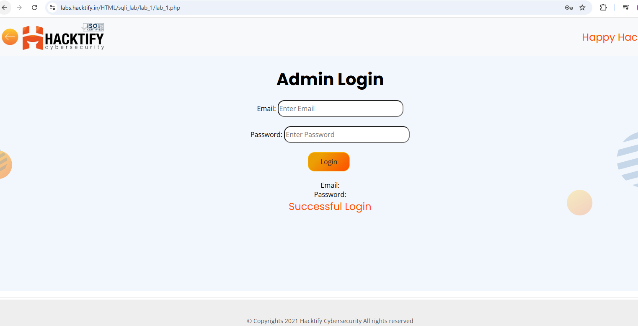 labs.hacktify.in/HTML/sqli_lab/lab_1/lab_1.php
ISO
HACKTIFY
cybersecurity
Happy Hac
Admin Login
Email: Enter Email
Password: Enter Password
Login
Email:
Password:
Successful Login
© Copyrights 2021 Hacktify Cybersecurity All rights reserved